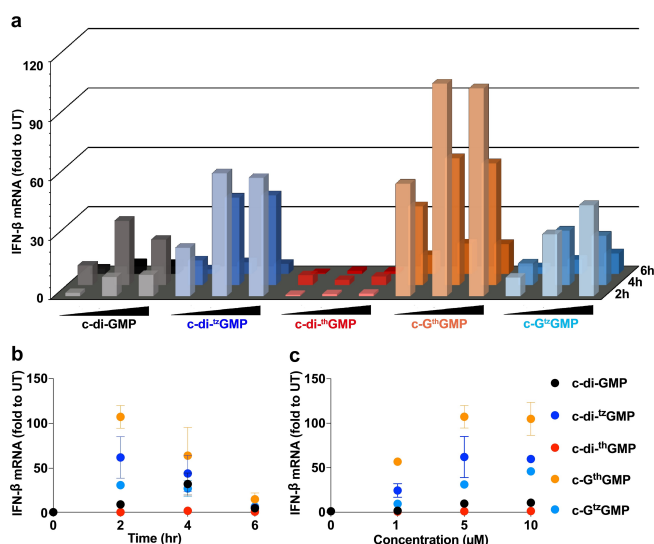 a
IFN-β mRNA (fold to UT)
120
90
60
30
0
6h
4h
2h
c-di-GMP
c-di-ᵗᶻGMP
c-di-ᵗʰGMP
c-GᵗʰGMP
c-GᵗᶻGMP
b
IFN-β mRNA (fold to UT)
150
100
50
0
0 2 4 6
Time (hr)
c
IFN-β mRNA (fold to UT)
150
100
50
0
0 1 5 10
Concentration (µM)
c-di-GMP
c-di-ᵗᶻGMP
c-di-ᵗʰGMP
c-GᵗʰGMP
c-GᵗᶻGMP